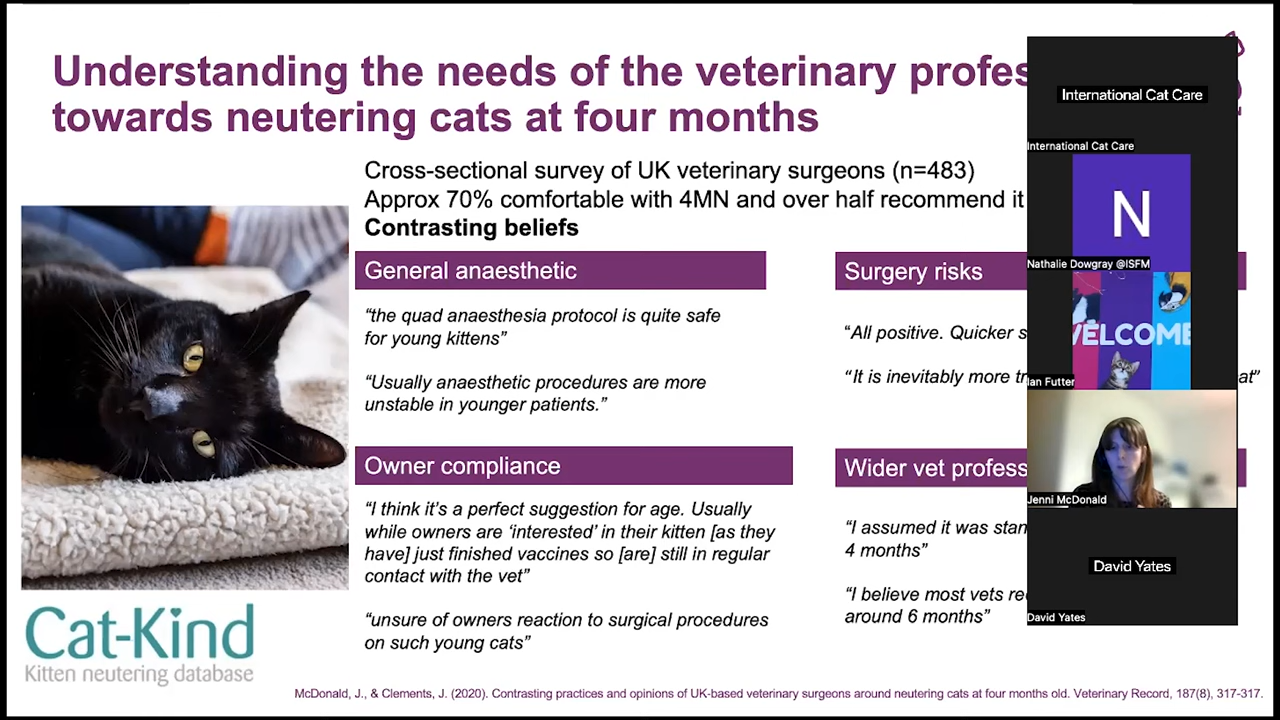 Understanding the needs of the veterinary
towards neutering cats at four months
Cross-sectional survey of UK veterinary surgeons (n=483)
Approx 70% comfortable with 4MN and over half recommend it
Contrasting beliefs
General anaesthetic
“the quad anaesthesia protocol is quite safe
for young kittens”
“Usually anaesthetic procedures are more
unstable in younger patients.”
Surgery risks
“All positive. Quicker
“It is inevitably more
Owner compliance
“I think it’s a perfect suggestion for age. Usually
while owners are ‘interested’ in their kitten [as they
have] just finished vaccines so [are] still in regular
contact with the vet”
“unsure of owners reaction to surgical procedures
on such young cats”
Wider vet
“I assumed it was
4 months”
“I believe most vets
around 6 months”
Cat-Kind
Kitten neutering database
McDonald, J., & Clements, J. (2020). Contrasting practices and opinions of UK-based veterinary surgeons around neutering cats at four months old. Veterinary Record, 187(8), 317-317.
International Cat Care
International Cat Care
N
Nathalie Dowgray @ISFM
WELCOME
Ian Futter
Jenni McDonald
David Yates
David Yates